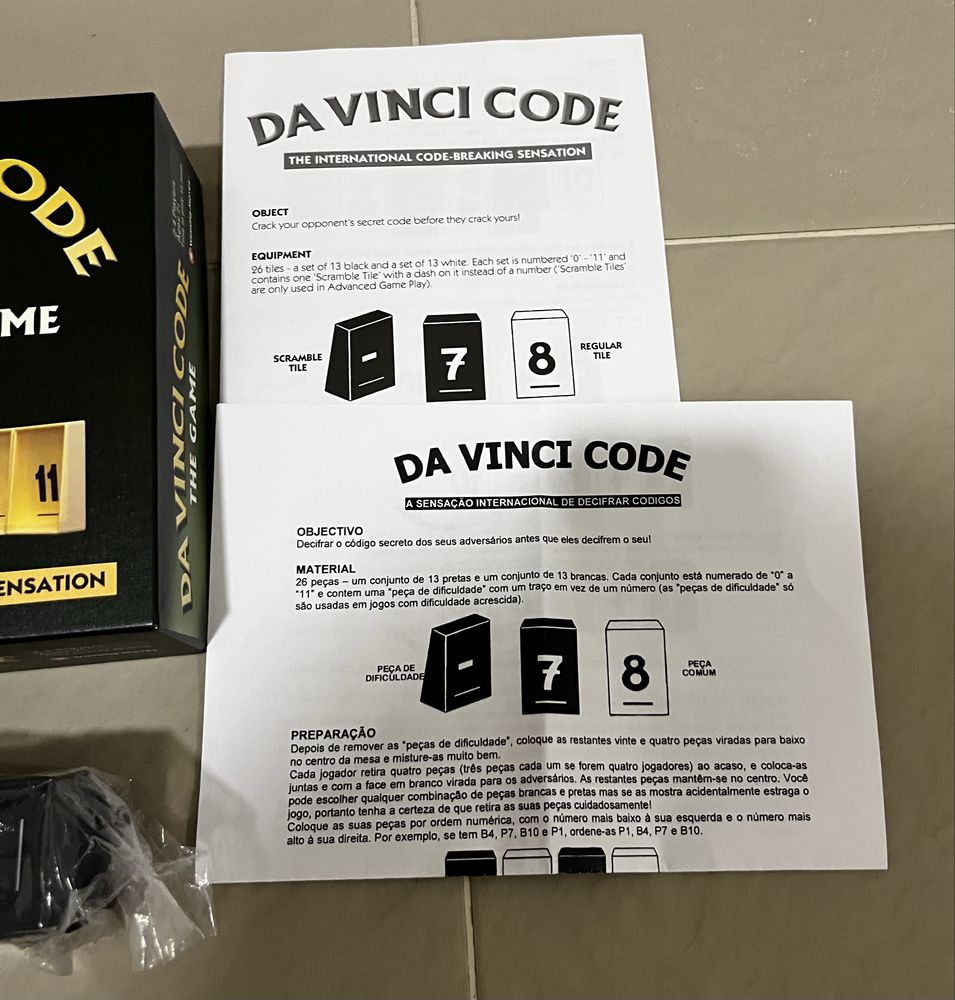 CODE
ME
11
ENSATION
DA VINCI CODE
THE GAME
DA VINCI CODE
THE INTERNATIONAL CODE-BREAKING SENSATION
OBJECT
Crack your opponent's secret code before they crack yours!
EQUIPMENT
26 tiles - a set of 13 black and a set of 13 white. Each set is numbered '0' - '11' and
contains one 'Scramble Tile' with a dash on it instead of a number ('Scramble Tiles'
are only used in Advanced Game Play).
SCRAMBLE
TILE
-
7
8
REGULAR
TILE
DA VINCI CODE
A SENSAÇÃO INTERNACIONAL DE DECIFRAR CODIGOS
OBJECTIVO
Decifrar o código secreto dos seus adversários antes que eles decifrem o seu!
MATERIAL
26 peças – um conjunto de 13 pretas e um conjunto de 13 brancas. Cada conjunto está numerado de "0" a
"11" e contem uma "peça de dificuldade" com um traço em vez de um número (as "peças de dificuldade" só
são usadas em jogos com dificuldade acrescida).
PEÇA DE
DIFICULDADE
-
7
8
PEÇA
COMUM
PREPARAÇÃO
Depois de remover as "peças de dificuldade", coloque as restantes vinte e quatro peças viradas para baixo
no centro da mesa e misture-as muito bem.
Cada jogador retira quatro peças (três peças cada um se forem quatro jogadores) ao acaso, e coloca-as
juntas e com a face em branco virada para os adversários. As restantes peças mantêm-se no centro. Você
pode escolher qualquer combinação de peças brancas e pretas mas se as mostra acidentalmente estraga o
jogo, portanto tenha a certeza de que retira as suas peças cuidadosamente!
Coloque as suas peças por ordem numérica, com o número mais baixo à sua esquerda e o número mais
alto à sua direita. Por exemplo, se tem B4, P7, B10 e P1, ordene-as P1, B4, P7 e B10.